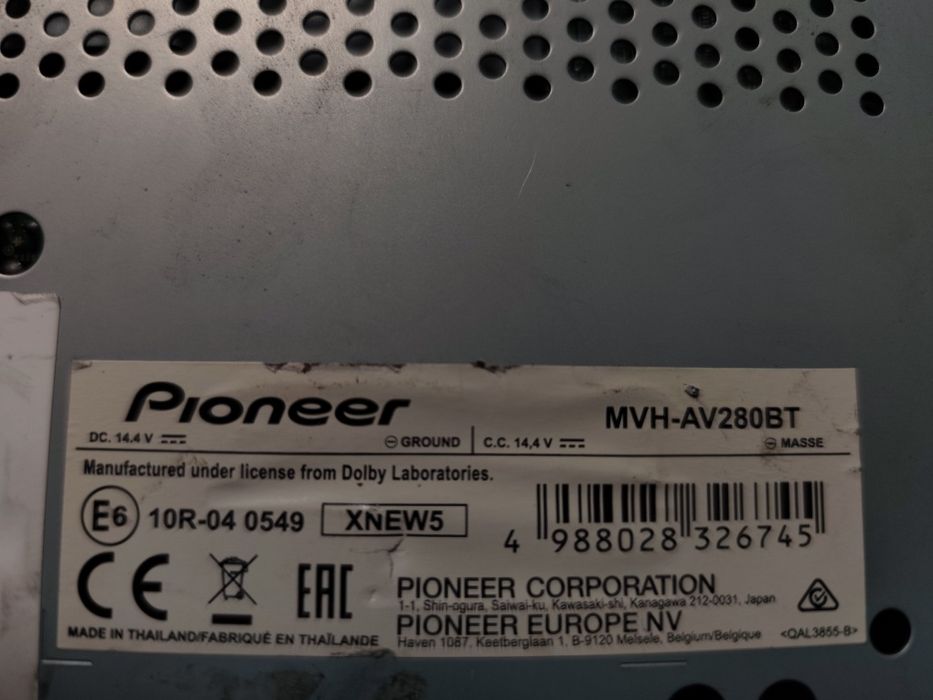 Pioneer
MVH-AV280BT
DC. 14.4 V GROUND C.C. 14,4 V MASSE
Manufactured under license from Dolby Laboratories.
E6 10R-04 0549 XNEW5
4 988028 326745
CE EAC
PIONEER CORPORATION
1-1, Shin-ogura, Saiwai-ku, Kawasaki-shi, Kanagawa 212-0031, Japan
PIONEER EUROPE NV
MADE IN THAILAND/FABRIQUÉ EN THAÏLANDE
Haven 1087, Keetberglaan 1, B-9120 Melsele, Belgium/Belgique
<QAL3855-B>